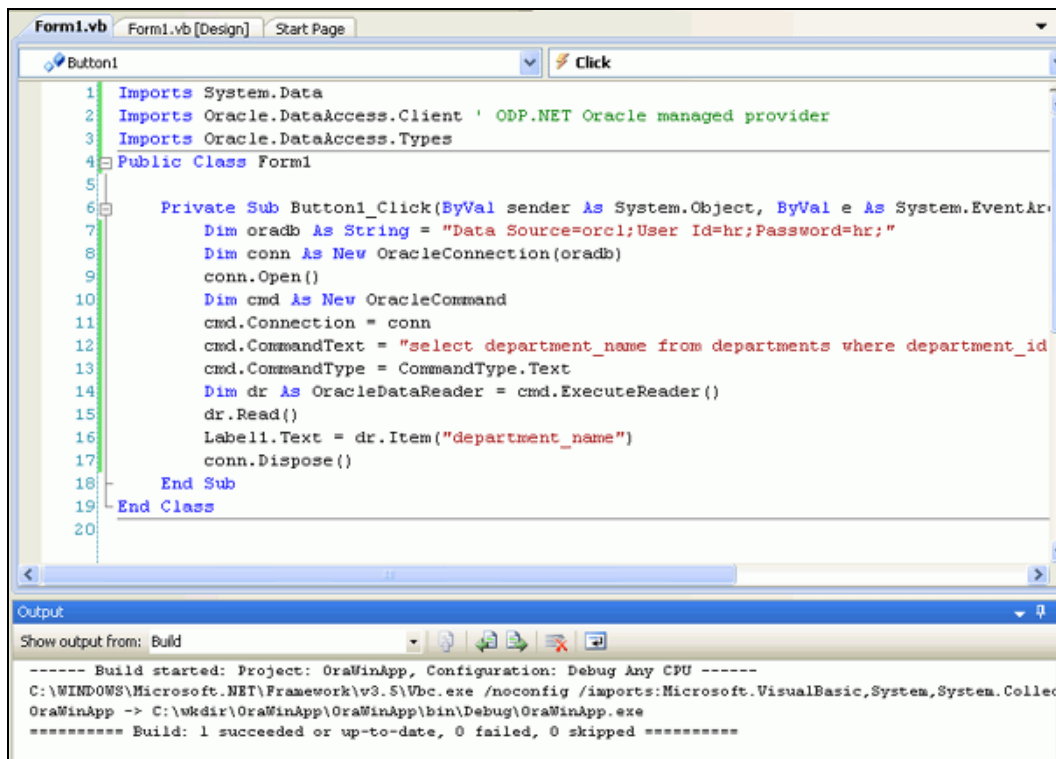 Form1.vb Form1.vb [Design] Start Page
Button1 Click
1 Imports System.Data
2 Imports Oracle.DataAccess.Client ' ODP.NET Oracle managed provider
3 Imports Oracle.DataAccess.Types
4 Public Class Form1
5
6 Private Sub Button1_Click(ByVal sender As System.Object, ByVal e As System.EventAr
7 Dim oradb As String = "Data Source=orcl;User Id=hr;Password=hr;"
8 Dim conn As New OracleConnection(oradb)
9 conn.Open()
10 Dim cmd As New OracleCommand
11 cmd.Connection = conn
12 cmd.CommandText = "select department_name from departments where department_id
13 cmd.CommandType = CommandType.Text
14 Dim dr As OracleDataReader = cmd.ExecuteReader()
15 dr.Read()
16 Label1.Text = dr.Item("department_name")
17 conn.Dispose()
18 End Sub
19 End Class
20
Output
Show output from: Build
------ Build started: Project: OraWinApp, Configuration: Debug Any CPU ------
C:\WINDOWS\Microsoft.NET\Framework\v3.5\Vbc.exe /noconfig /imports:Microsoft.VisualBasic,System,System.Collec
OraWinApp -> C:\wkdir\OraWinApp\OraWinApp\bin\Debug\OraWinApp.exe
========== Build: 1 succeeded or up-to-date, 0 failed, 0 skipped ==========